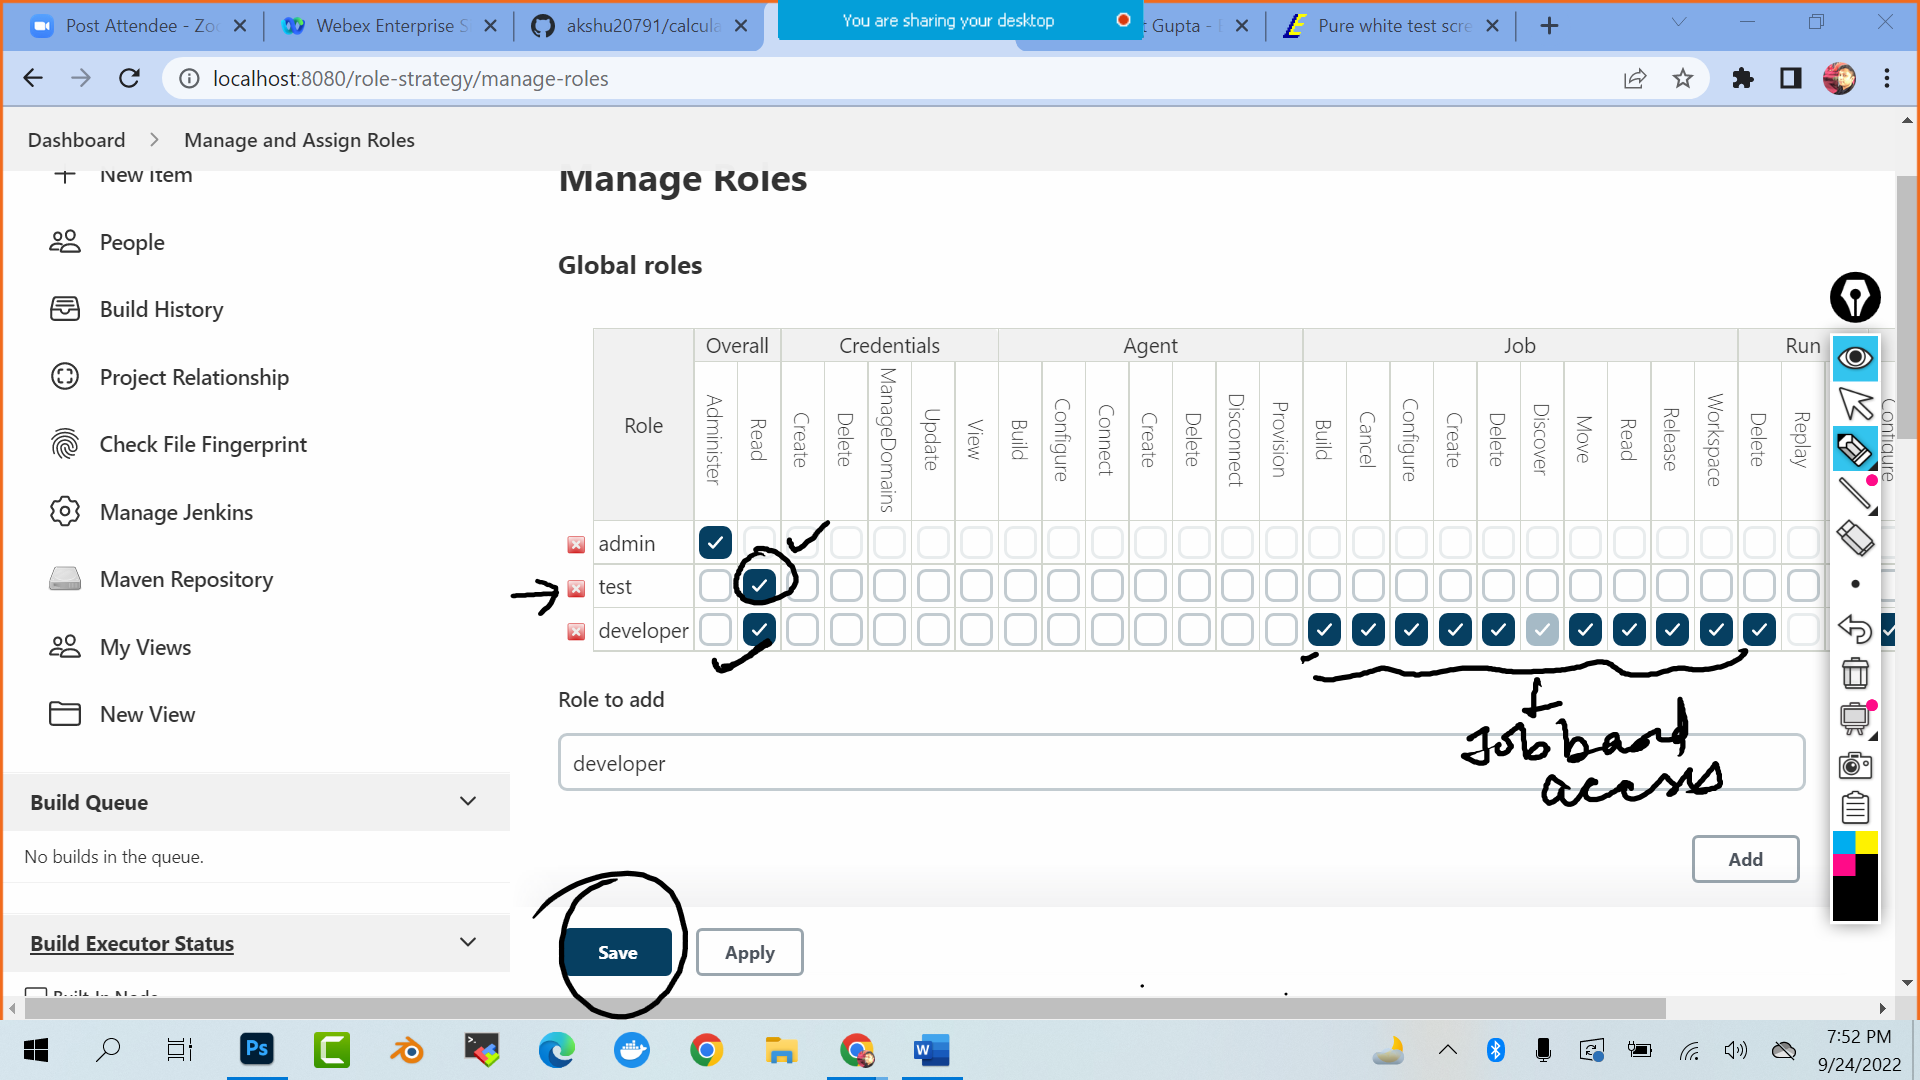 Post Attendee - Zoo
Webex Enterprise S
akshu20791/calcula
You are sharing your desktop
t Gupta -
Pure white test scre
localhost:8080/role-strategy/manage-roles
Dashboard
Manage and Assign Roles
New Item
People
Build History
Project Relationship
Check File Fingerprint
Manage Jenkins
Maven Repository
My Views
New View
Build Queue
No builds in the queue.
Build Executor Status
Built-In Node
Manage Roles
Global roles
Role
Overall
Credentials
Agent
Job
Run
Administer
Read
Create
Delete
ManageDomains
Update
View
Build
Configure
Connect
Create
Delete
Disconnect
Provision
Build
Cancel
Configure
Create
Delete
Discover
Move
Read
Release
Workspace
Delete
Replay
Configure
admin
test
developer
Role to add
developer
Job based
access
Add
Save
Apply
7:52 PM
9/24/2022